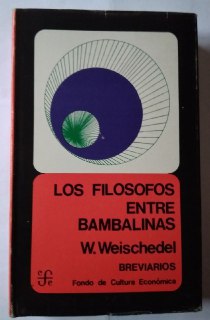 LOS FILOSOFOS
ENTRE
BAMBALINAS
W. Weischedel
BREVIARIOS
Fondo de Cultura Económica